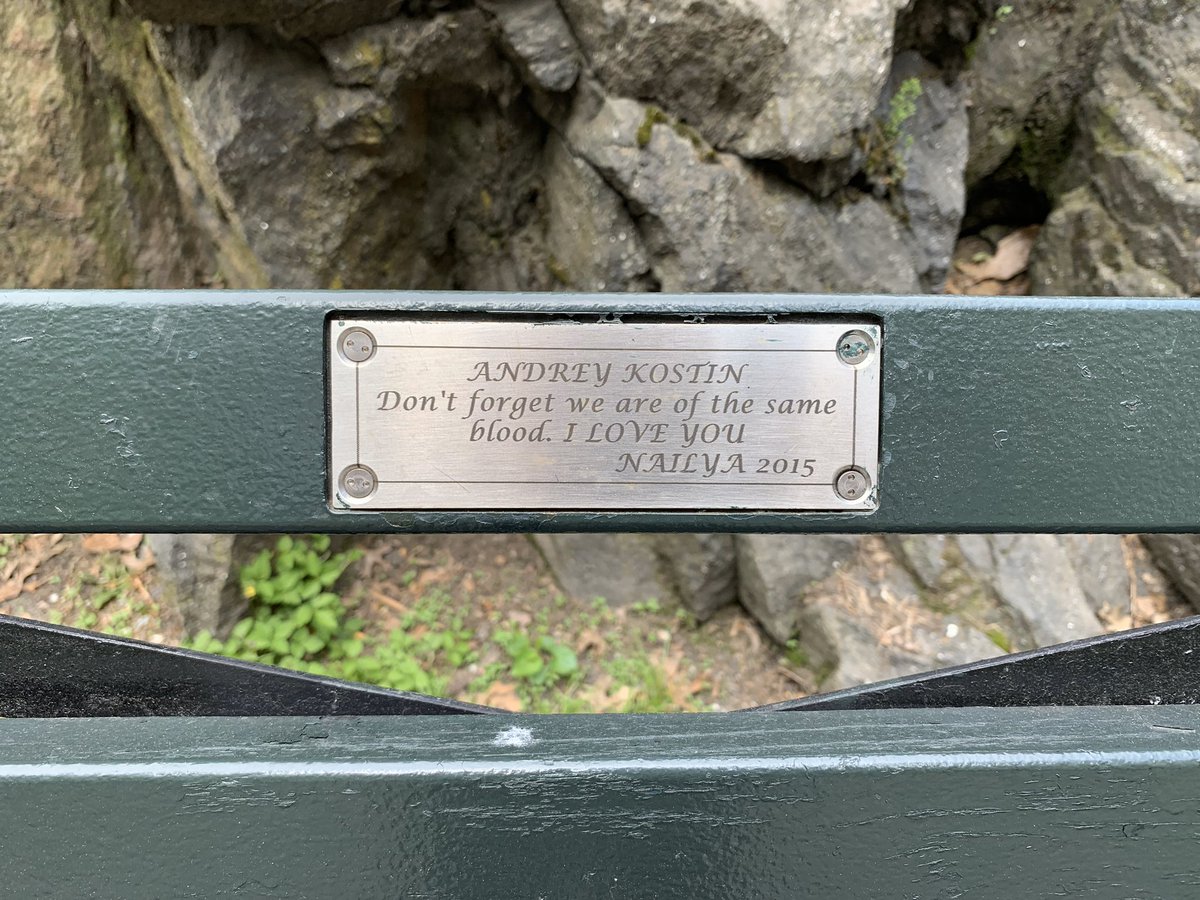 ANDREY KOSTIN
Don't forget we are of the same
blood. I LOVE YOU
NAILYA 2015